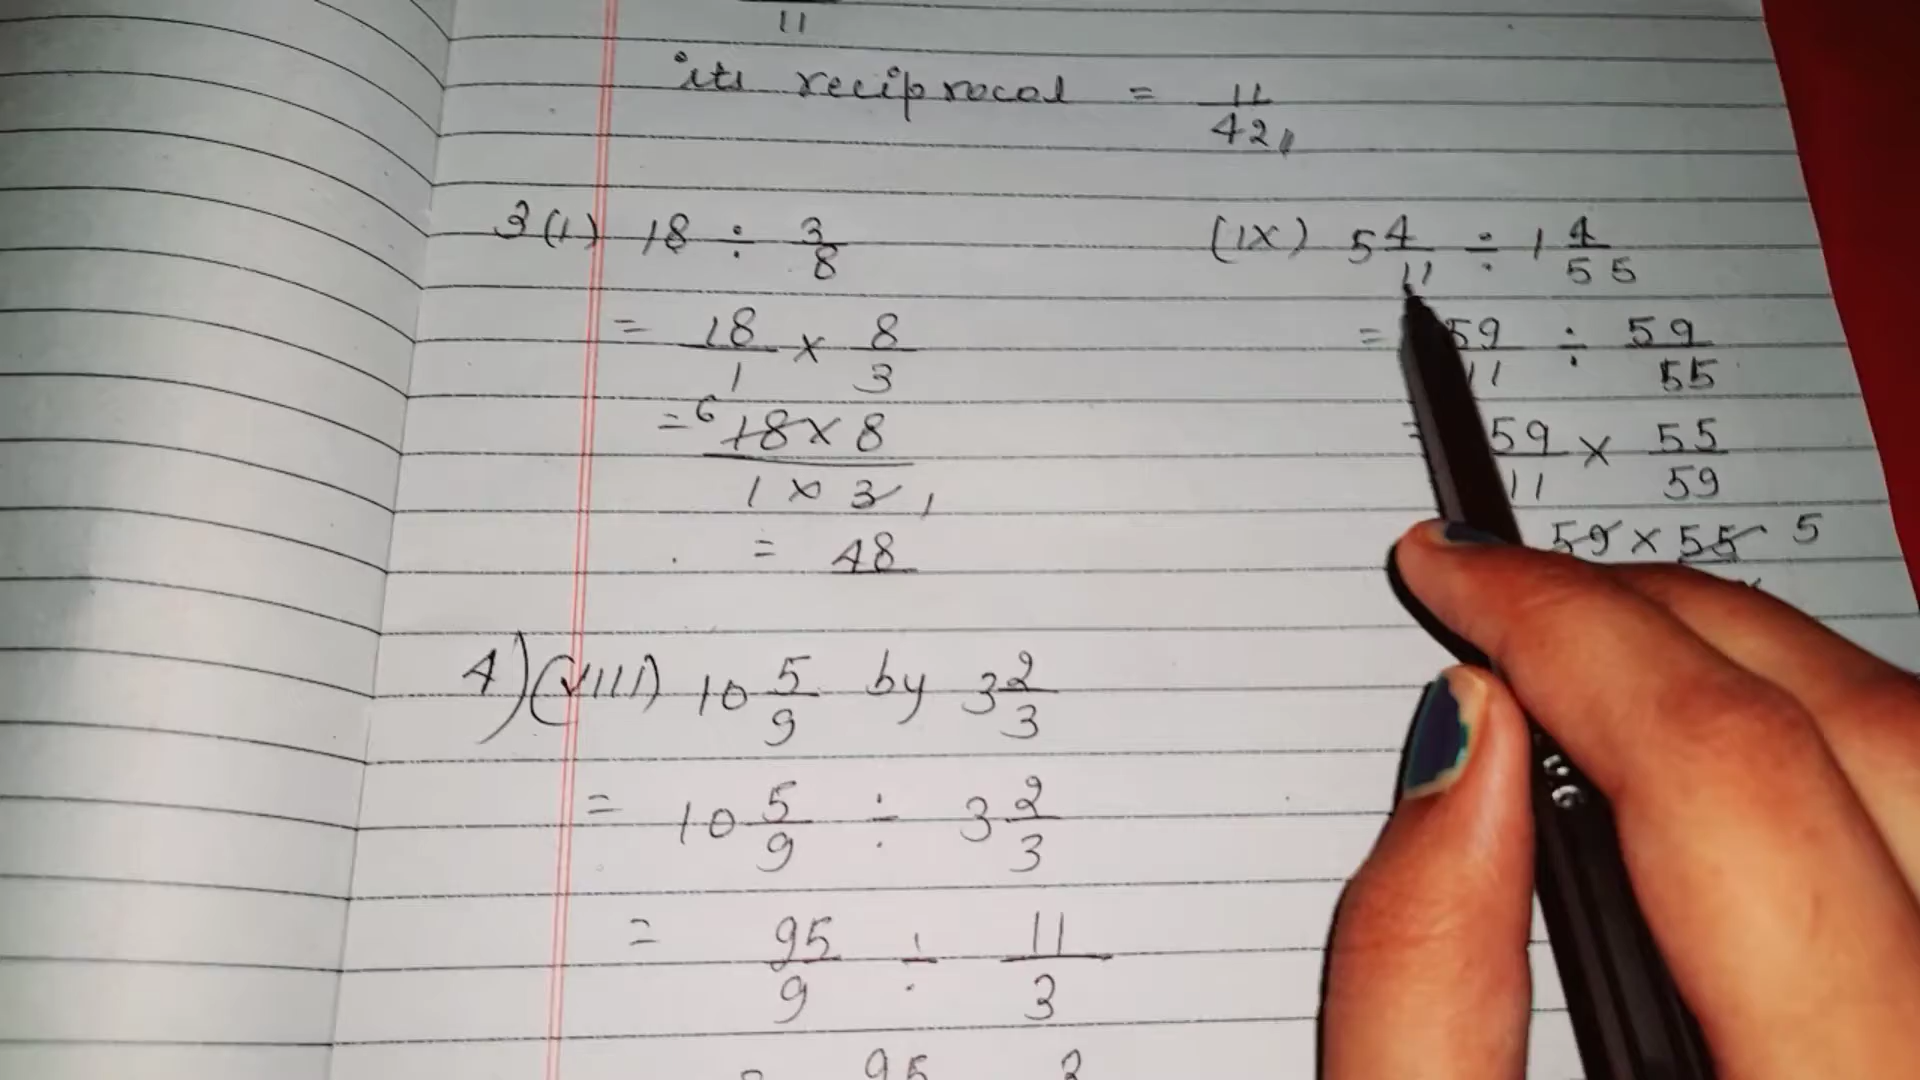 11
its reciprocal = 11/42
3(i) 18 ÷ 3/8
= 18/1 × 8/3
= 6 18 × 8
1 × 3 1
= 48
(ix) 5 4/11 ÷ 1 4/55
= 59/11 ÷ 59/55
= 59/11 × 55/59
59 × 55 5
4) (viii) 10 5/9 by 3 2/3
= 10 5/9 ÷ 3 2/3
= 95/9 ÷ 11/3
95